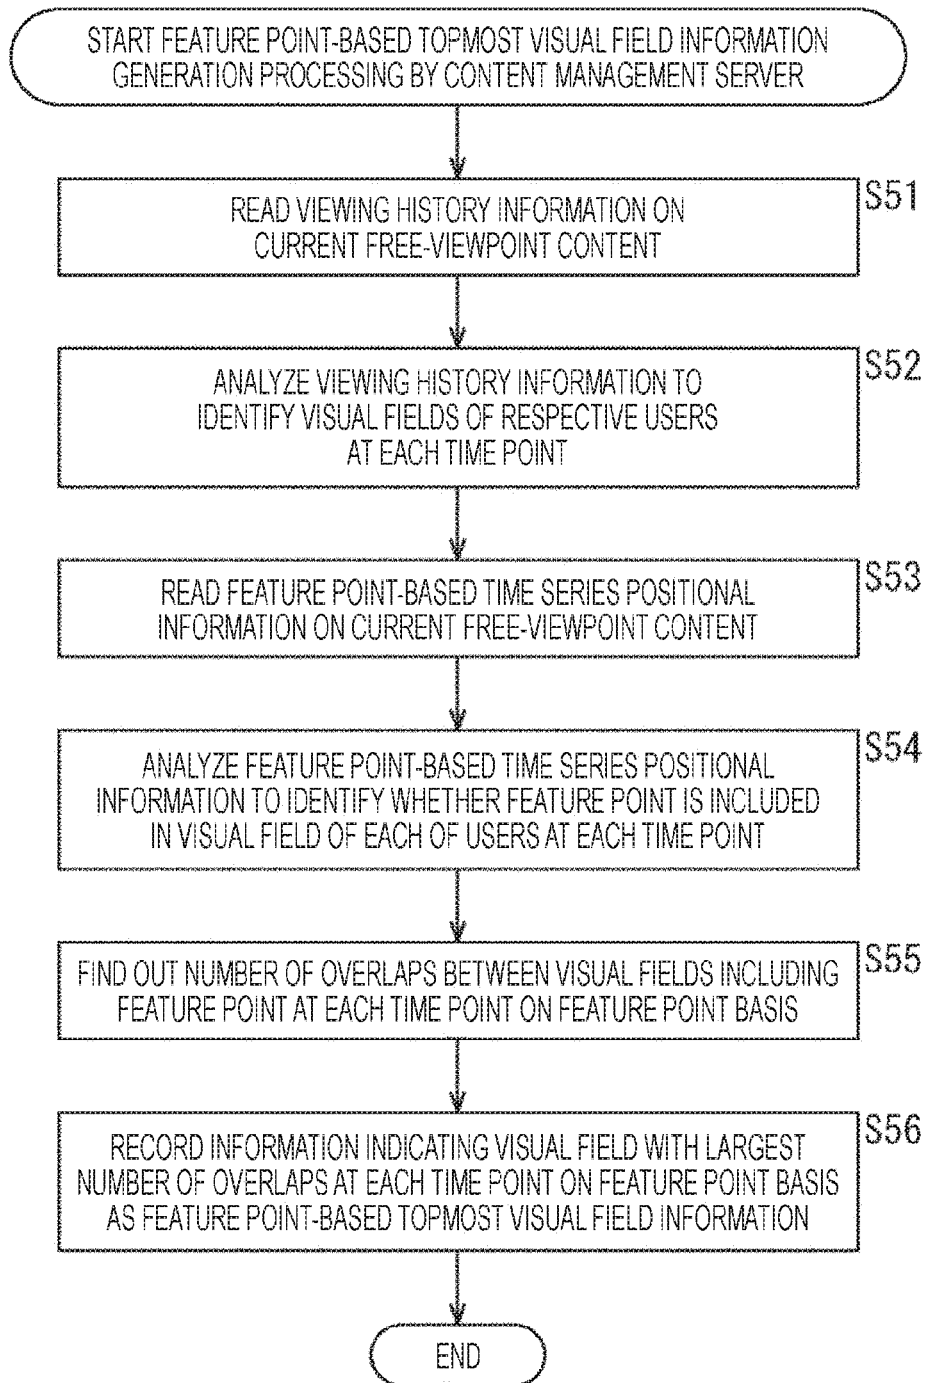 START FEATURE POINT-BASED TOPMOST VISUAL FIELD INFORMATION
GENERATION PROCESSING BY CONTENT MANAGEMENT SERVER
S51
READ VIEWING HISTORY INFORMATION ON
CURRENT FREE-VIEWPOINT CONTENT
S52
ANALYZE VIEWING HISTORY INFORMATION TO
IDENTIFY VISUAL FIELDS OF RESPECTIVE USERS
AT EACH TIME POINT
S53
READ FEATURE POINT-BASED TIME SERIES POSITIONAL
INFORMATION ON CURRENT FREE-VIEWPOINT CONTENT
S54
ANALYZE FEATURE POINT-BASED TIME SERIES POSITIONAL
INFORMATION TO IDENTIFY WHETHER FEATURE POINT IS INCLUDED
IN VISUAL FIELD OF EACH OF USERS AT EACH TIME POINT
S55
FIND OUT NUMBER OF OVERLAPS BETWEEN VISUAL FIELDS INCLUDING
FEATURE POINT AT EACH TIME POINT ON FEATURE POINT BASIS
S56
RECORD INFORMATION INDICATING VISUAL FIELD WITH LARGEST
NUMBER OF OVERLAPS AT EACH TIME POINT ON FEATURE POINT BASIS
AS FEATURE POINT-BASED TOPMOST VISUAL FIELD INFORMATION
END